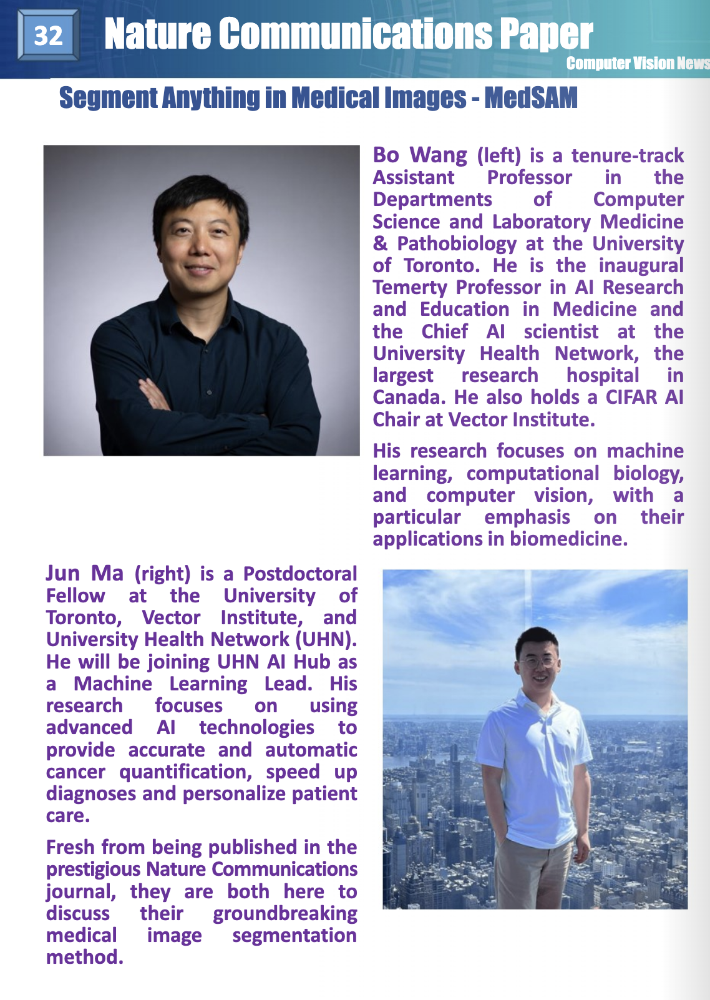 32
Nature Communications Paper
Computer Vision News
Segment Anything in Medical Images - MedSAM
Bo Wang (left) is a tenure-track
Assistant Professor in the
Departments of Computer
Science and Laboratory Medicine
& Pathobiology at the University
of Toronto. He is the inaugural
Temerty Professor in AI Research
and Education in Medicine and
the Chief AI scientist at the
University Health Network, the
largest research hospital in
Canada. He also holds a CIFAR AI
Chair at Vector Institute.
His research focuses on machine
learning, computational biology,
and computer vision, with a
particular emphasis on their
applications in biomedicine.
Jun Ma (right) is a Postdoctoral
Fellow at the University of
Toronto, Vector Institute, and
University Health Network (UHN).
He will be joining UHN AI Hub as
a Machine Learning Lead. His
research focuses on using
advanced AI technologies to
provide accurate and automatic
cancer quantification, speed up
diagnoses and personalize patient
care.
Fresh from being published in the
prestigious Nature Communications
journal, they are both here to
discuss their groundbreaking
medical image segmentation
method.